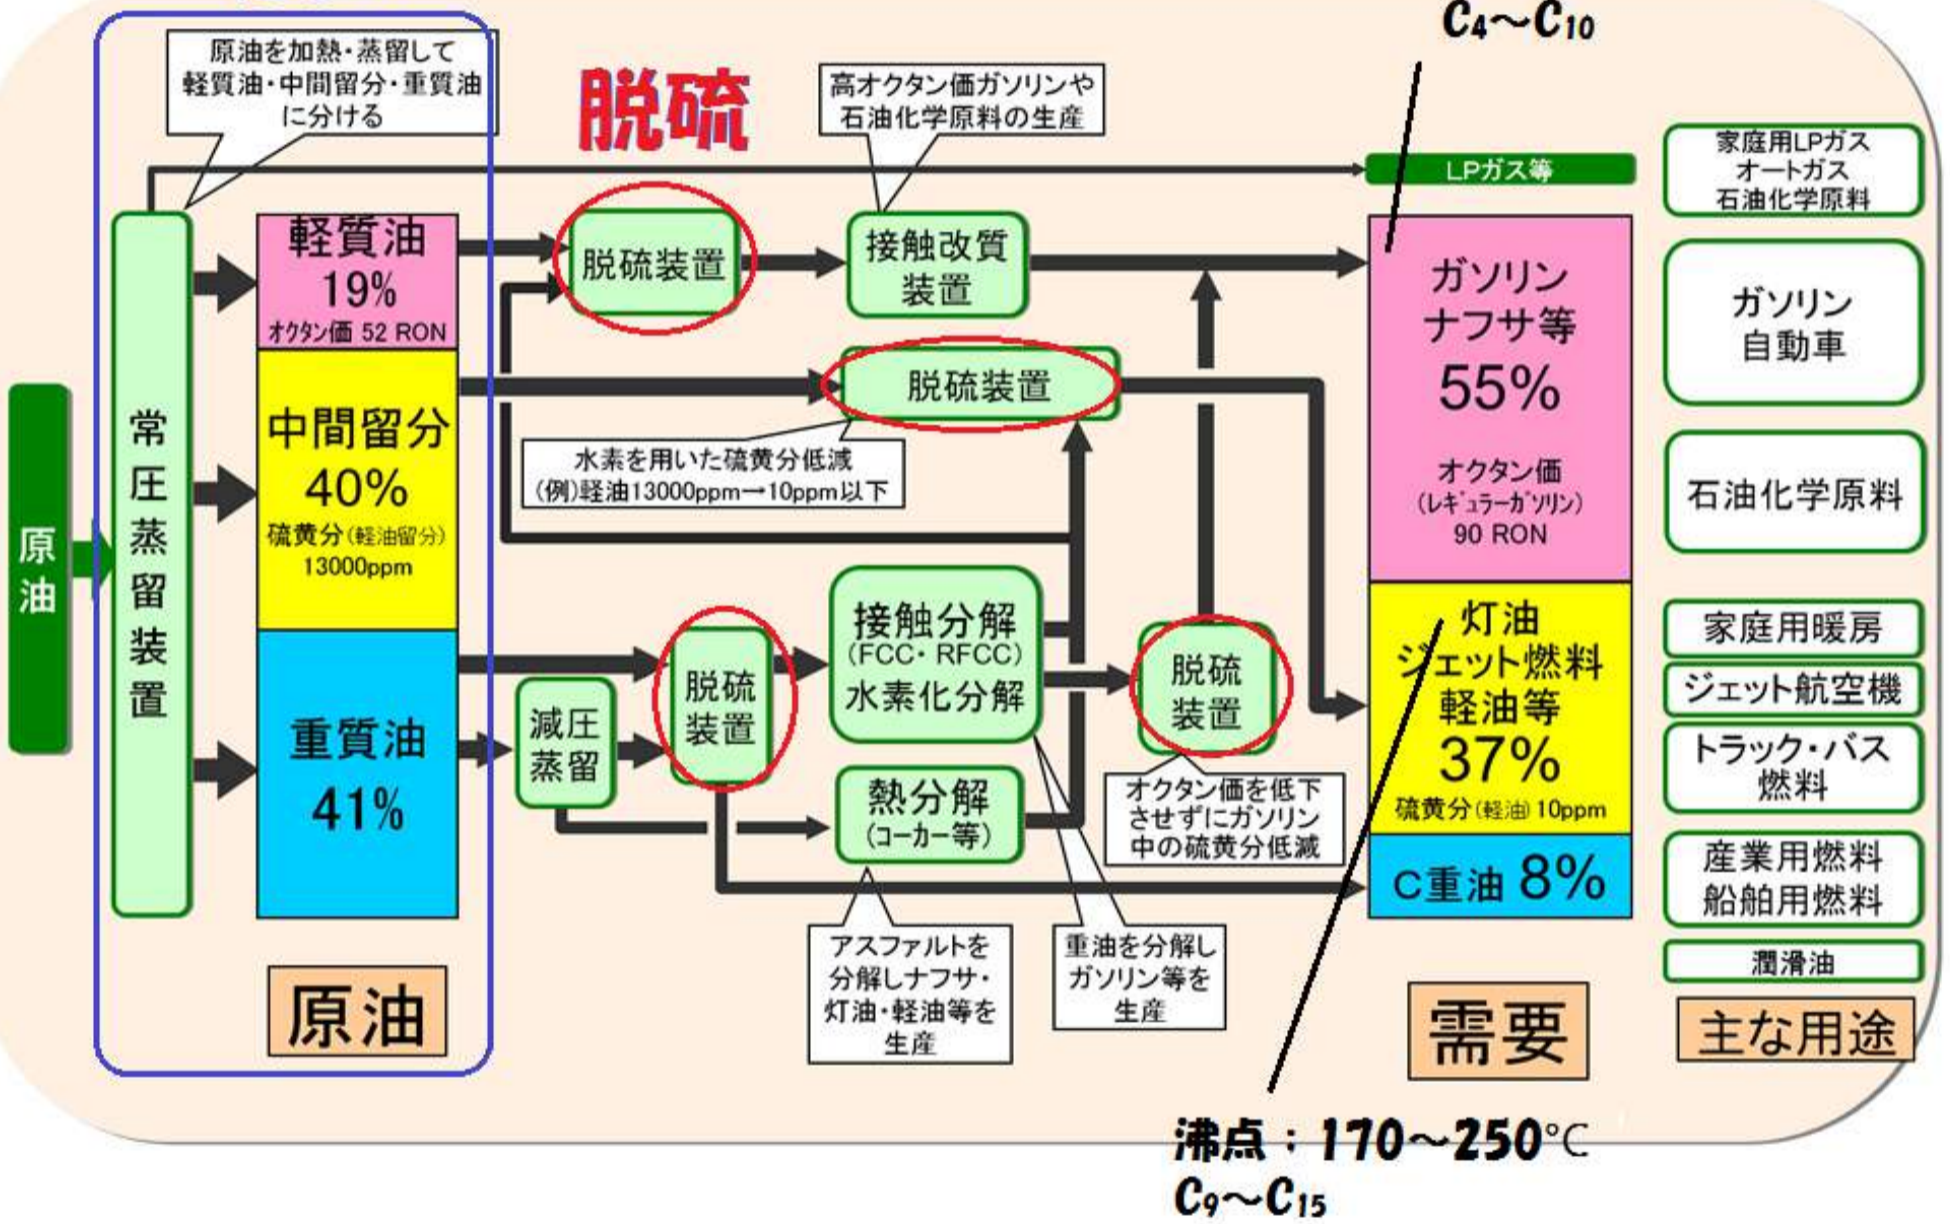 C4～C10
原油を加熱・蒸留して
軽質油・中間留分・重質油
に分ける
脱硫
高オクタン価ガソリンや
石油化学原料の生産
LPガス等
家庭用LPガス
オートガス
石油化学原料
軽質油
19%
オクタン価 52 RON
脱硫装置
接触改質
装置
ガソリン
ナフサ等
55%
オクタン価
(レギュラーガソリン)
90 RON
ガソリン
自動車
原油
常圧蒸留装置
中間留分
40%
硫黄分(軽油留分)
13000ppm
脱硫装置
水素を用いた硫黄分低減
(例)軽油13000ppm→10ppm以下
石油化学原料
重質油
41%
減圧
蒸留
脱硫
装置
接触分解
(FCC・RFCC)
水素化分解
脱硫
装置
熱分解
(コーカー等)
オクタン価を低下
させずにガソリン
中の硫黄分低減
灯油
ジェット燃料
軽油等
37%
硫黄分(軽油)10ppm
C重油 8%
家庭用暖房
ジェット航空機
トラック・バス
燃料
産業用燃料
船舶用燃料
潤滑油
アスファルトを
分解しナフサ・
灯油・軽油等を
生産
重油を分解し
ガソリン等を
生産
原油
需要
主な用途
沸点：170～250℃
C9～C15